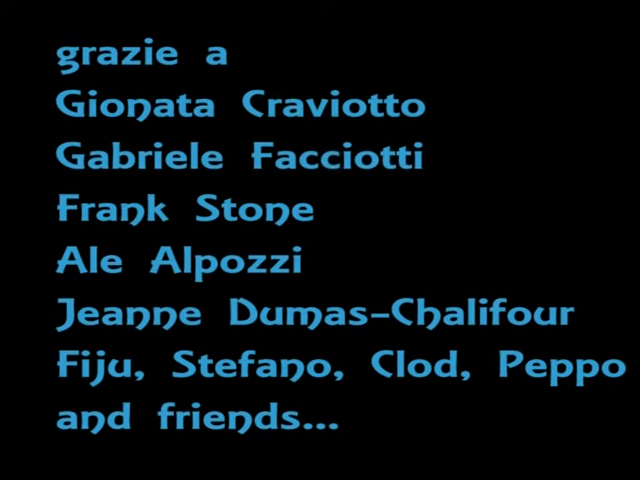 grazie a
Gionata Craviotto
Gabriele Facciotti
Frank Stone
Ale Alpozzi
Jeanne Dumas-Chalifour
Fiju, Stefano, Clod, Peppo
and friends...